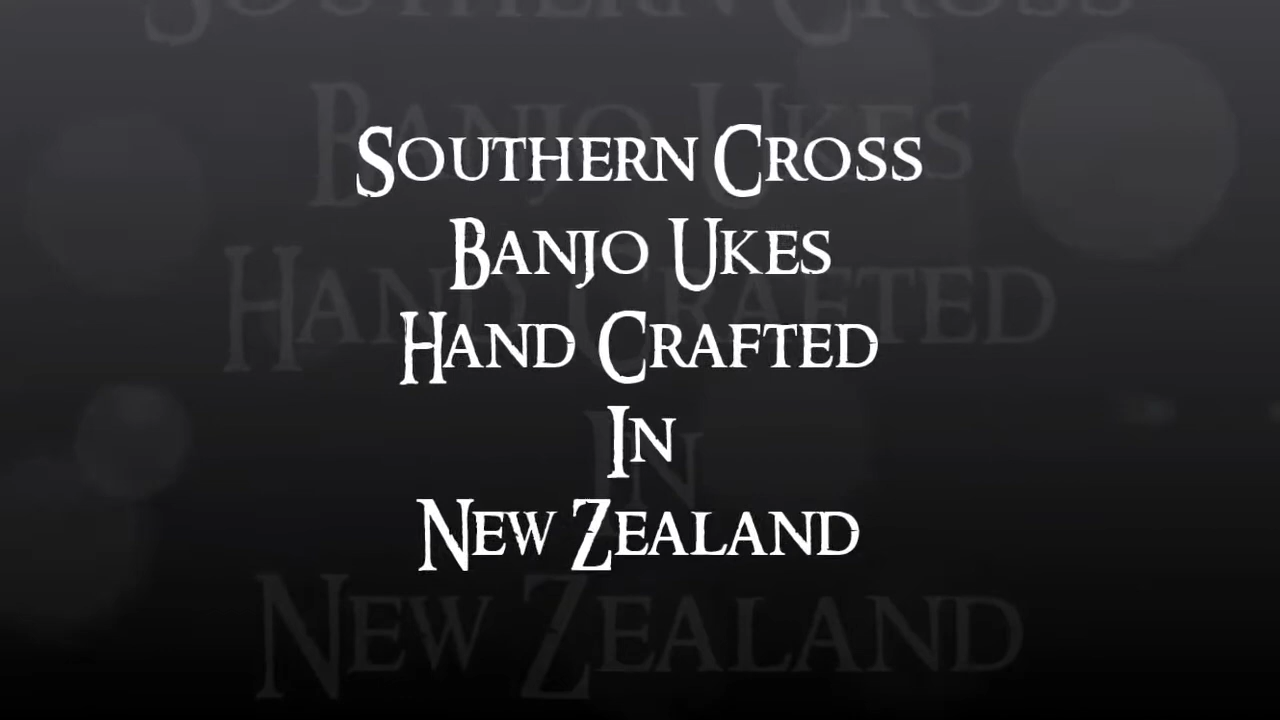 Southern Cross
Banjo Ukes
Hand Crafted
In
New Zealand